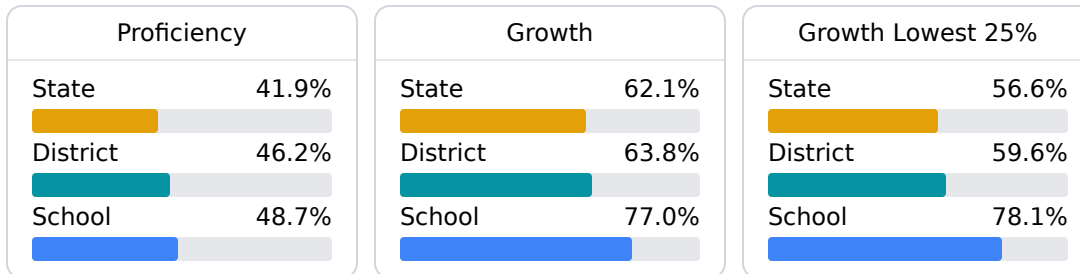 Proficiency
State 41.9%
District 46.2%
School 48.7%
Growth
State 62.1%
District 63.8%
School 77.0%
Growth Lowest 25%
State 56.6%
District 59.6%
School 78.1%